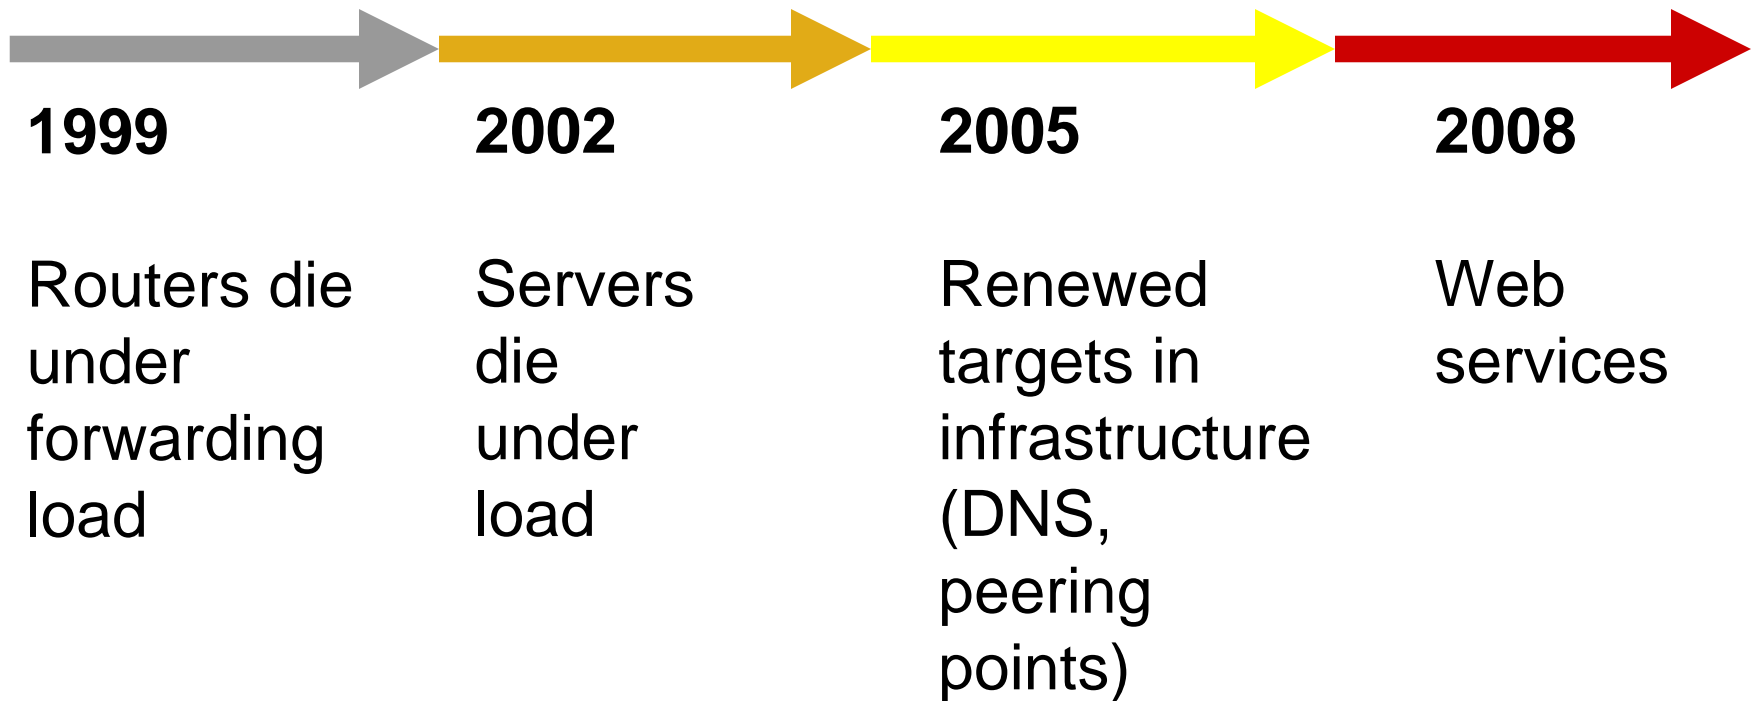 1999
Routers die
under
forwarding
load
2002
Servers
die
under
load
2005
Renewed
targets in
infrastructure
(DNS,
peering
points)
2008
Web
services